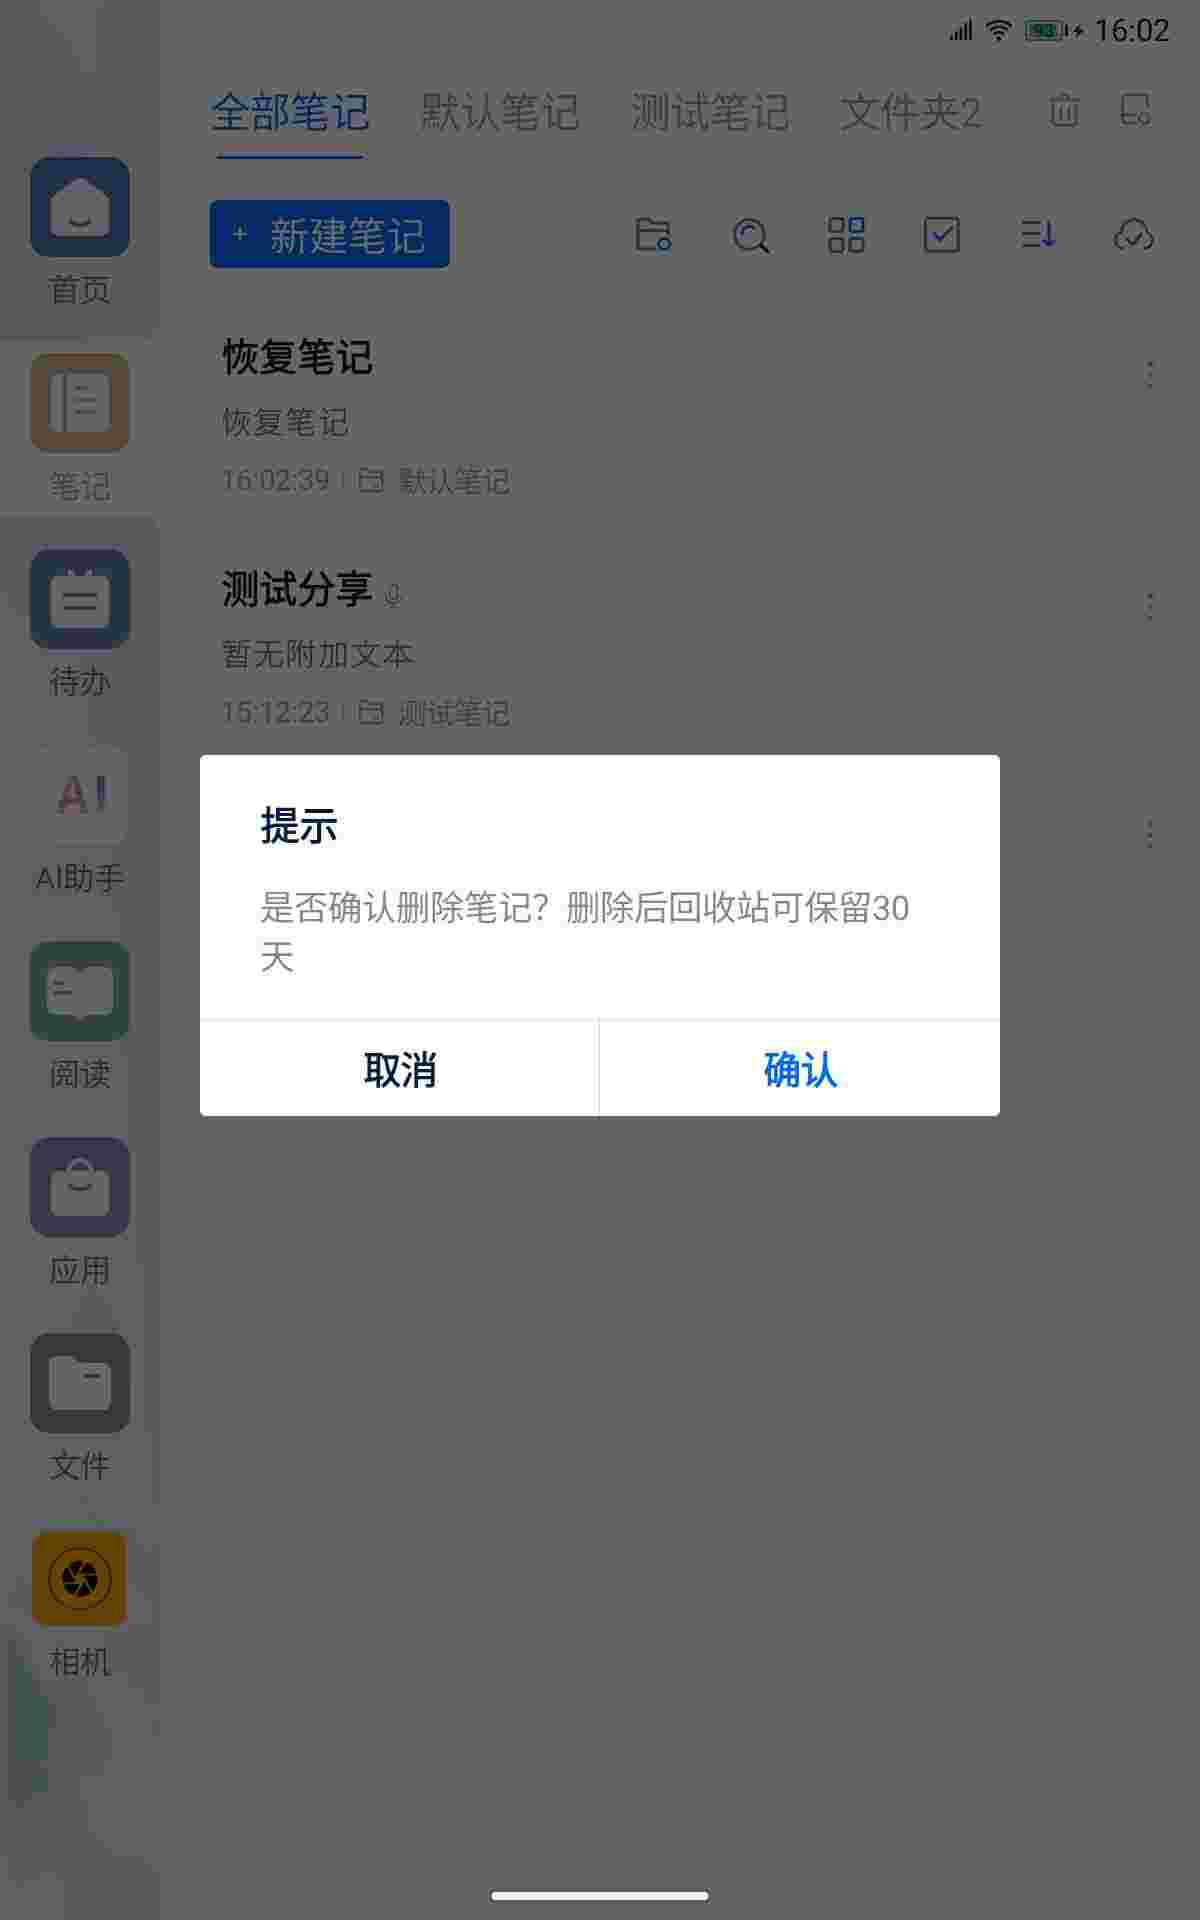 93 16:02
全部笔记 默认笔记 测试笔记 文件夹2
+ 新建笔记
首页
恢复笔记
恢复笔记
16:02:39 默认笔记
笔记
测试分享
暂无附加文本
15:12:23 测试笔记
待办
AI
AI助手
提示
是否确认删除笔记？删除后回收站可保留30
天
取消 确认
阅读
应用
文件
相机